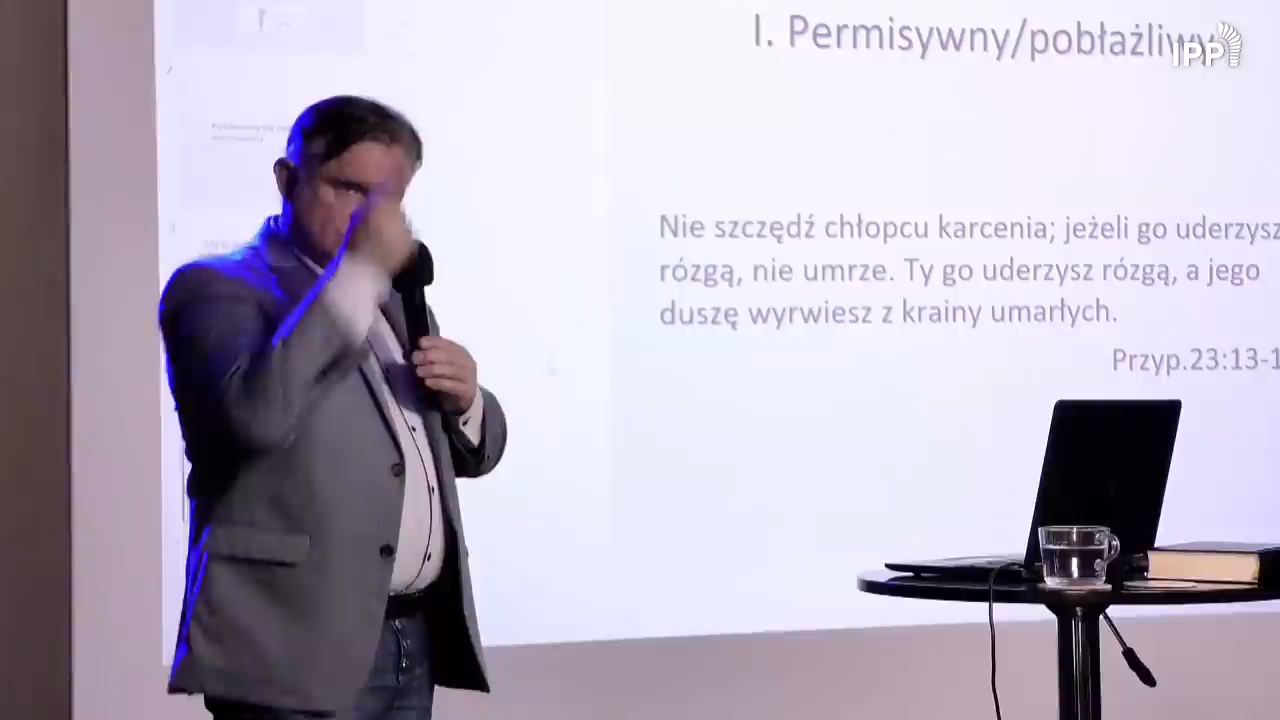 I. Permisywny/pobłażliwy
IPP
Nie szczędź chłopcu karcenia; jeżeli go uderzysz
rózgą, nie umrze. Ty go uderzysz rózgą, a jego
duszę wyrwiesz z krainy umarłych.
Przyp.23:13-1